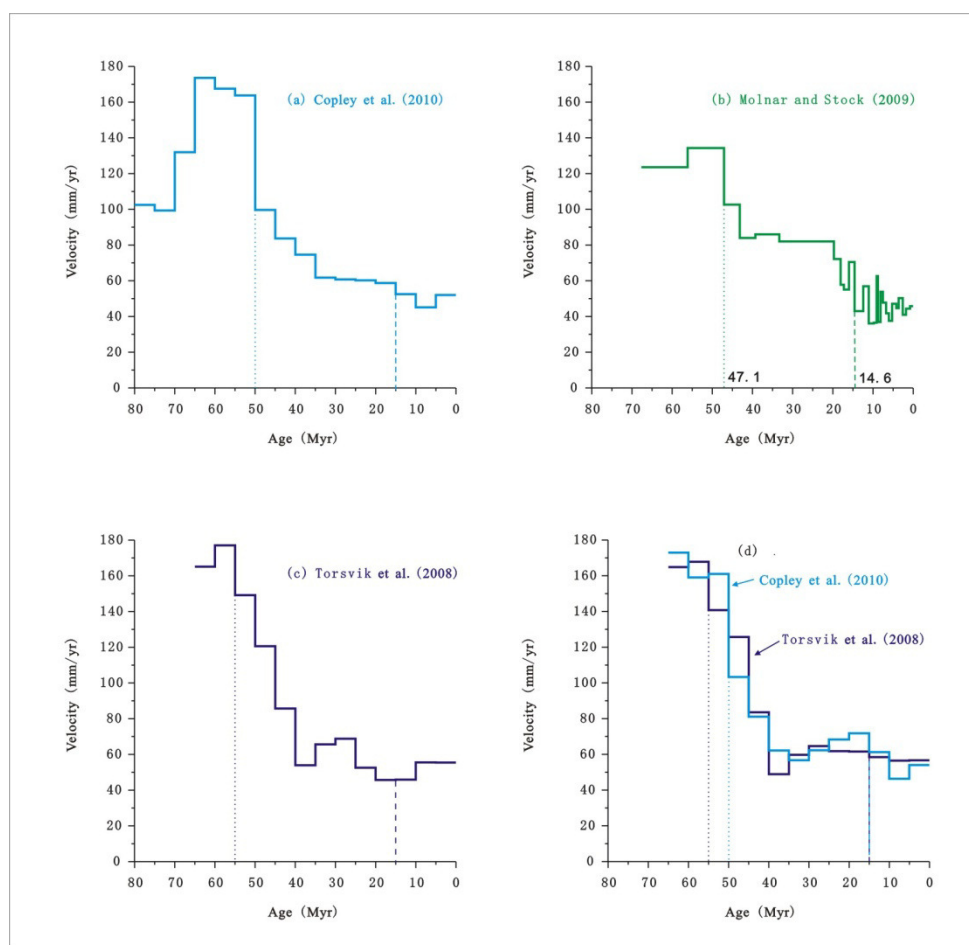 (a) Copley et al. (2010)
Velocity (mm/yr)
180
160
140
120
100
80
60
40
20
0
80 70 60 50 40 30 20 10 0
Age (Myr)
(b) Molnar and Stock (2009)
Velocity (mm/yr)
180
160
140
120
100
80
60
40
20
0
47.1
14.6
80 70 60 50 40 30 20 10 0
Age (Myr)
(c) Torsvik et al. (2008)
Velocity (mm/yr)
180
160
140
120
100
80
60
40
20
0
80 70 60 50 40 30 20 10 0
Age (Myr)
(d)
Copley et al. (2010)
Torsvik et al. (2008)
Velocity (mm/yr)
180
160
140
120
100
80
60
40
20
0
80 70 60 50 40 30 20 10 0
Age (Myr)